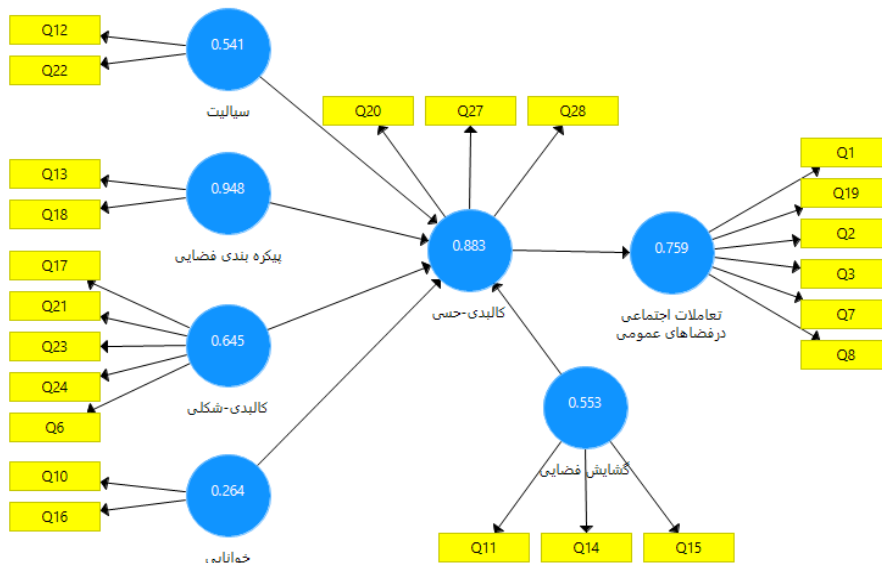 Q12
Q22
0.541
سیالیت
Q20
Q27
Q28
Q13
Q18
0.948
پیکره بندی فضایی
Q17
Q21
Q23
Q24
Q6
0.645
کالبدی-شکلی
Q10
Q16
0.264
خوانایی
0.883
کالبدی-حسی
0.759
تعاملات اجتماعی
درفضاهای عمومی
Q1
Q19
Q2
Q3
Q7
Q8
0.553
گشایش فضایی
Q11
Q14
Q15